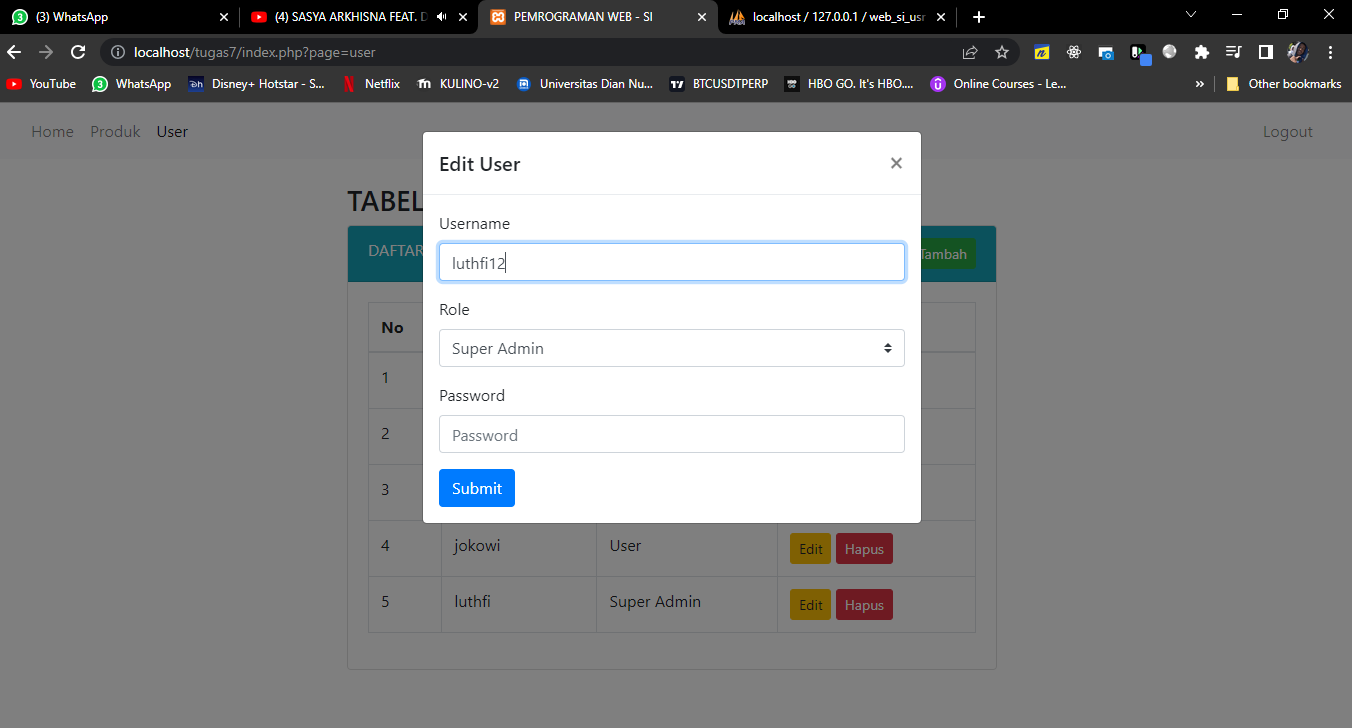 (3) WhatsApp
(4) SASYA ARKHISNA FEAT. D
PEMROGRAMAN WEB - SI
localhost / 127.0.0.1 / web_si_usr
localhost/tugas7/index.php?page=user
YouTube
WhatsApp
Disney+ Hotstar - S...
Netflix
KULINO-v2
Universitas Dian Nu...
BTCUSDTPERP
HBO GO. It's HBO....
Online Courses - Le...
»
Other bookmarks
Home
Produk
User
Logout
TABEL
DAFTAR
Tambah
Edit User
×
Username
luthfi12
Role
Super Admin
Password
Password
Submit
No
1
2
3
4 jokowi User Edit Hapus
5 luthfi Super Admin Edit Hapus